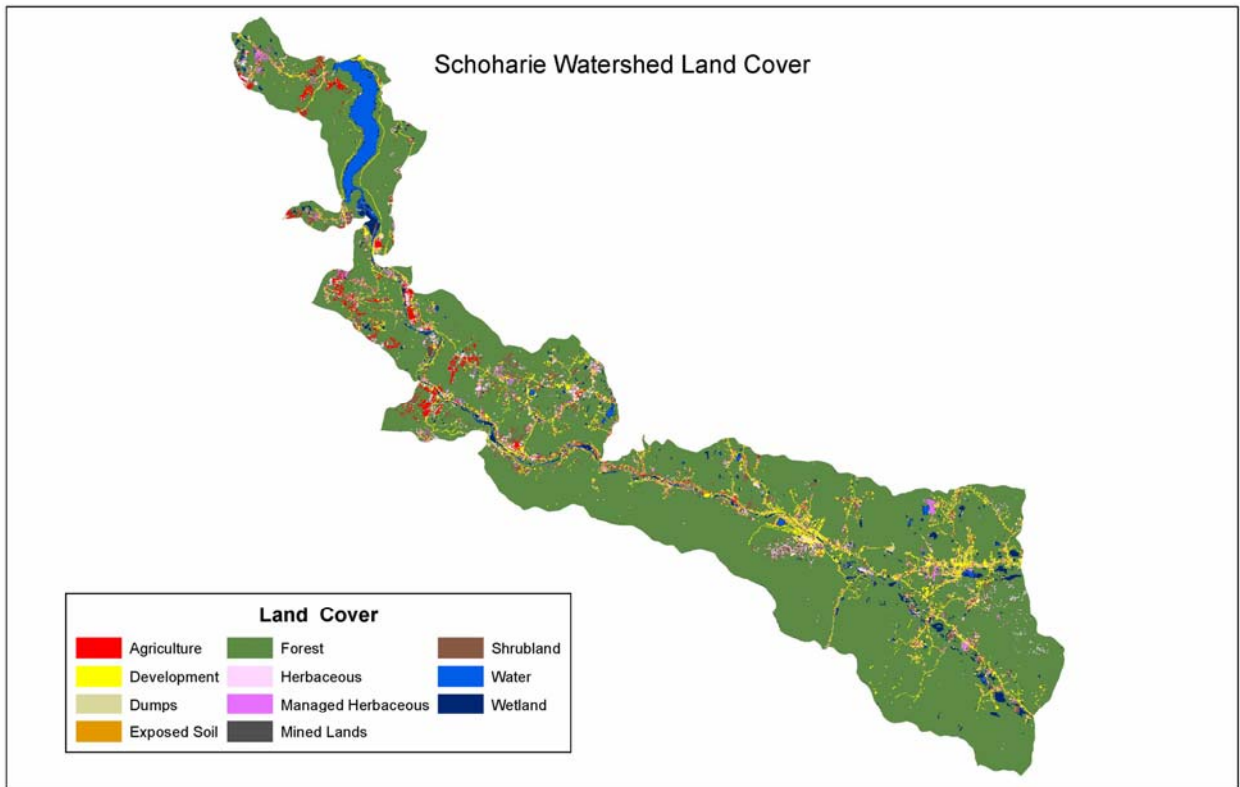 Schoharie Watershed Land Cover
Land Cover
Agriculture
Development
Dumps
Exposed Soil
Forest
Herbaceous
Managed Herbaceous
Mined Lands
Shrubland
Water
Wetland